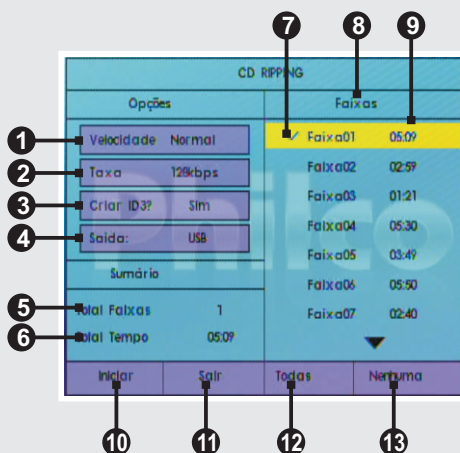 7 8 9
CD RIPPING
Opções Faixas
1 Velocidade Normal
2 Taxa 128kbps
3 Criar ID3? Sim
4 Saida: USB
Sumário
5 Total Faixas 1
6 Total Tempo 05:09
✓ Faixa01 05:09
Faixa02 02:59
Faixa03 01:21
Faixa04 05:30
Faixa05 03:49
Faixa06 05:50
Faixa07 02:40
Philco
Iniciar Sair Todas Nenhuma
10 11 12 13